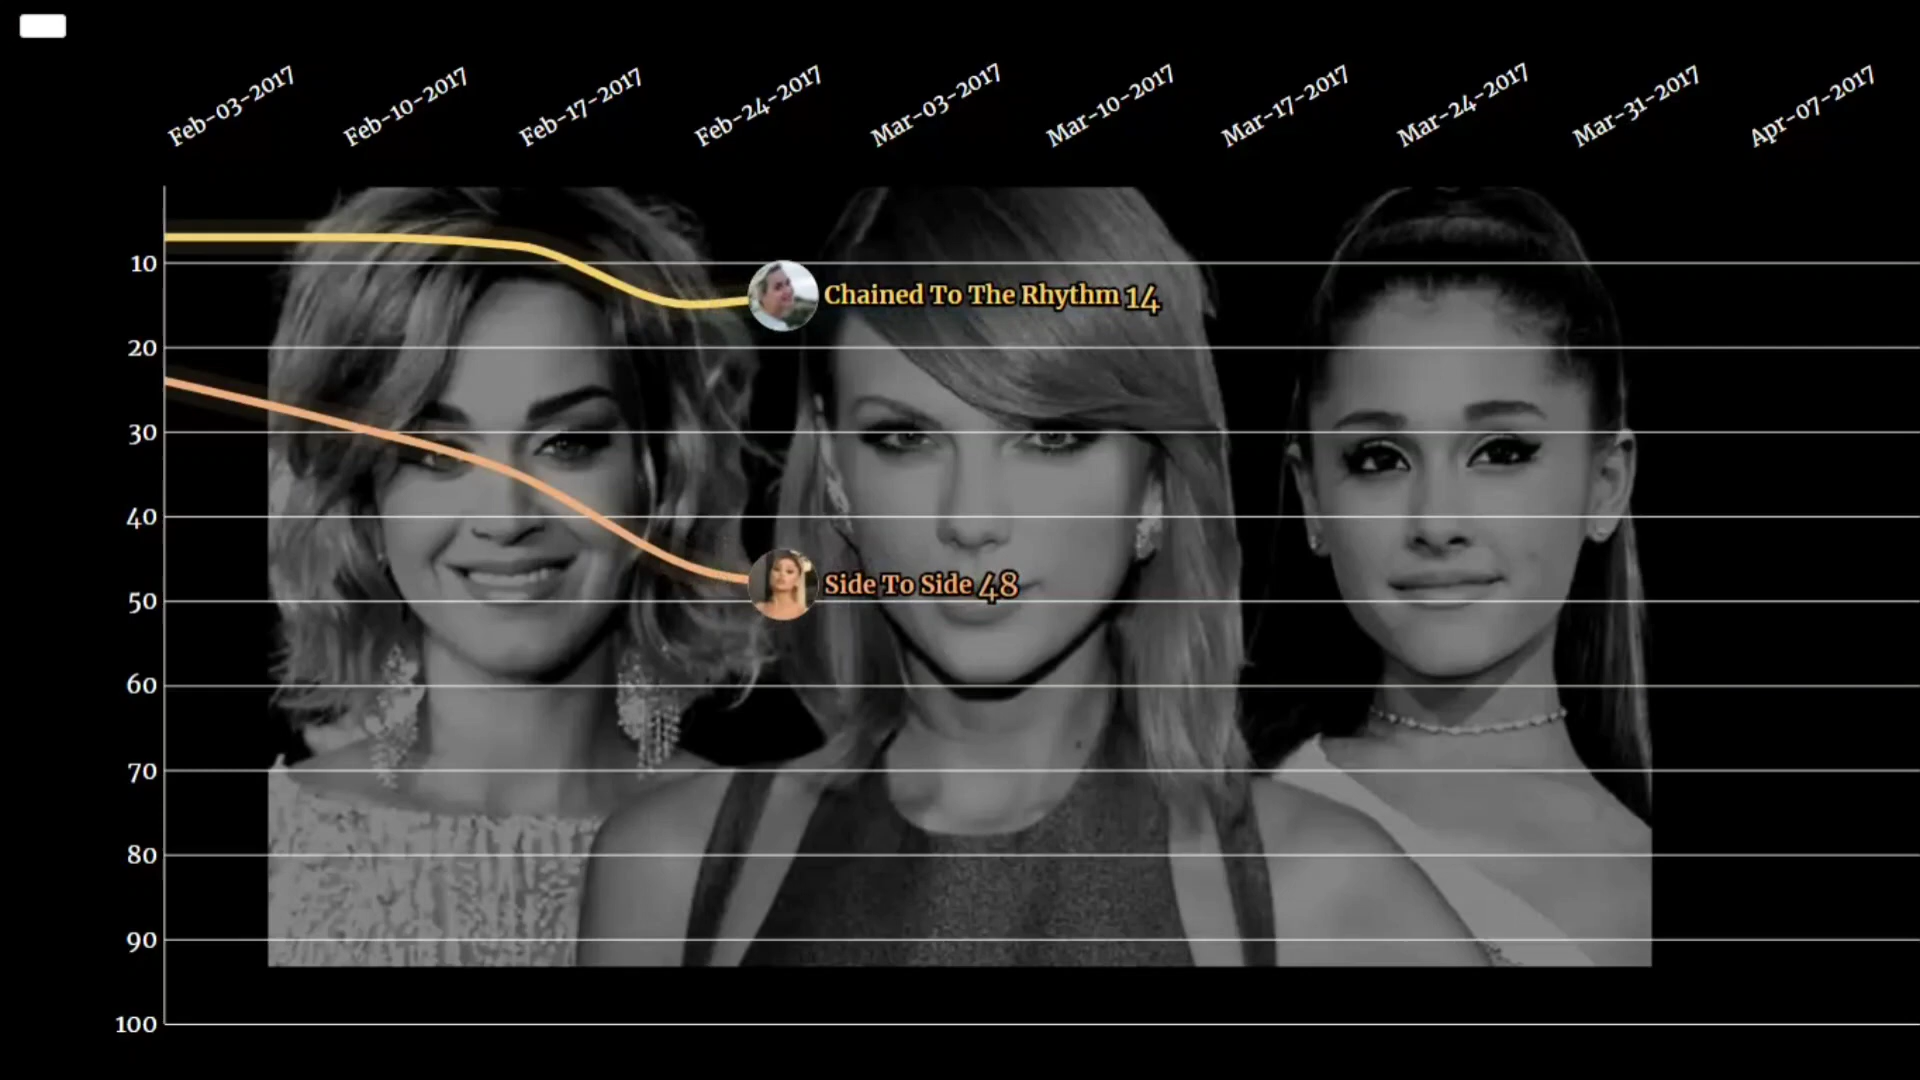 Feb-03-2017
Feb-10-2017
Feb-17-2017
Feb-24-2017
Mar-03-2017
Mar-10-2017
Mar-17-2017
Mar-24-2017
Mar-31-2017
Apr-07-2017
10
Chained To The Rhythm 14
20
30
40
Side To Side 48
50
60
70
80
90
100